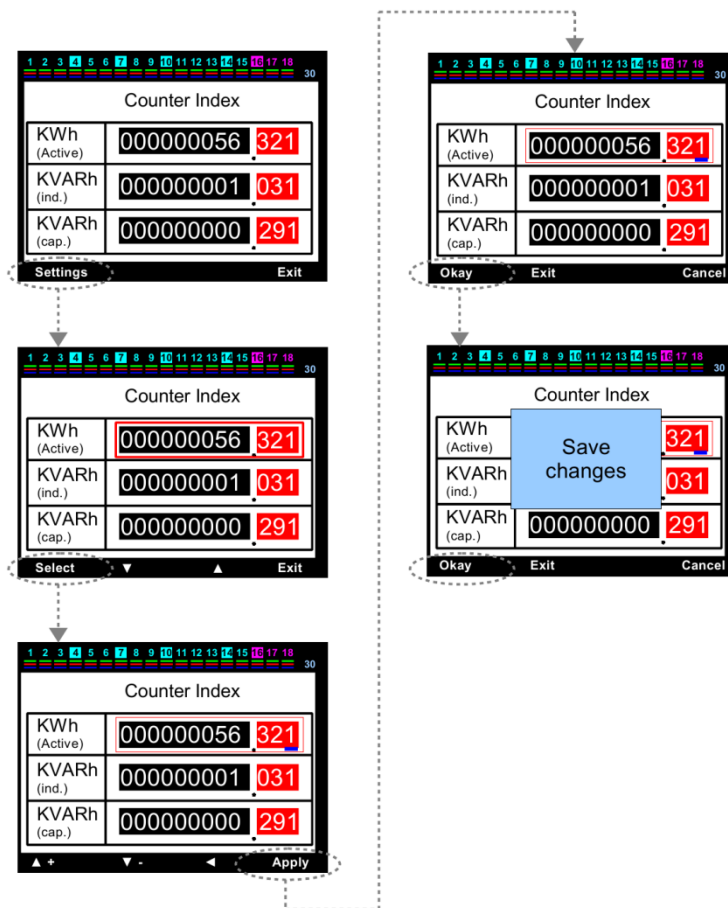 1 2 3 4 5 6 7 8 9 10 11 12 13 14 15 16 17 18
30
Counter Index
KWh
(Active)
000000056.321
KVARh
(ind.)
000000001.031
KVARh
(cap.)
000000000.291
Settings Exit
1 2 3 4 5 6 7 8 9 10 11 12 13 14 15 16 17 18
30
Counter Index
KWh
(Active)
000000056.321
KVARh
(ind.)
000000001.031
KVARh
(cap.)
000000000.291
Select ▼ ▲ Exit
1 2 3 4 5 6 7 8 9 10 11 12 13 14 15 16 17 18
30
Counter Index
KWh
(Active)
000000056.321
KVARh
(ind.)
000000001.031
KVARh
(cap.)
000000000.291
▲ + ▼ - ◀ Apply
1 2 3 4 5 6 7 8 9 10 11 12 13 14 15 16 17 18
30
Counter Index
KWh
(Active)
000000056.321
KVARh
(ind.)
000000001.031
KVARh
(cap.)
000000000.291
Okay Exit Cancel
1 2 3 4 5 6 7 8 9 10 11 12 13 14 15 16 17 18
30
Counter Index
KWh
(Active)
.321
KVARh
(ind.)
.031
Save
changes
KVARh
(cap.)
000000000.291
Okay Exit Cancel